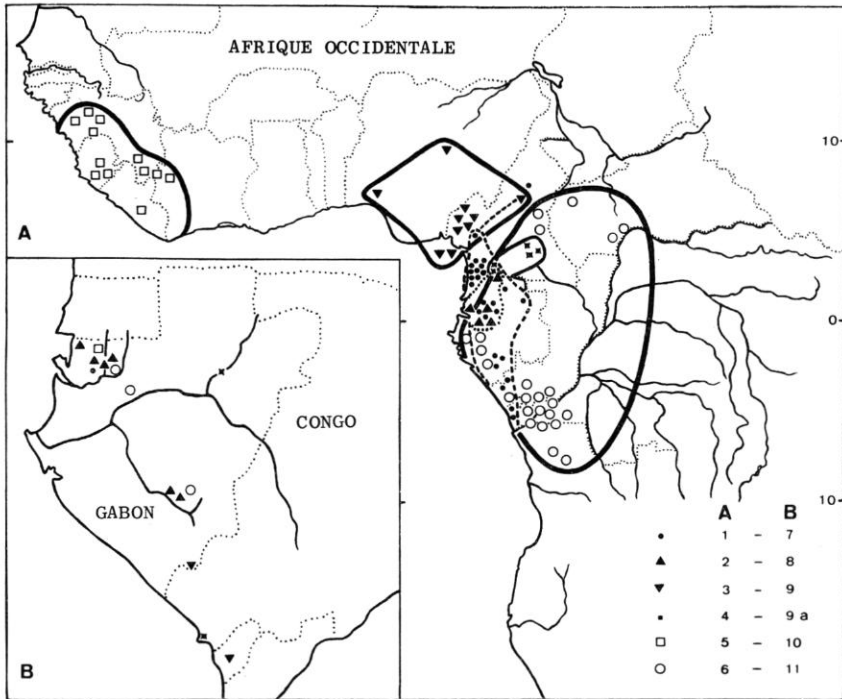 AFRIQUE OCCIDENTALE
10
A
0
CONGO
GABON
10
A B
1 – 7
2 – 8
3 – 9
4 – 9 a
5 – 10
6 – 11
B